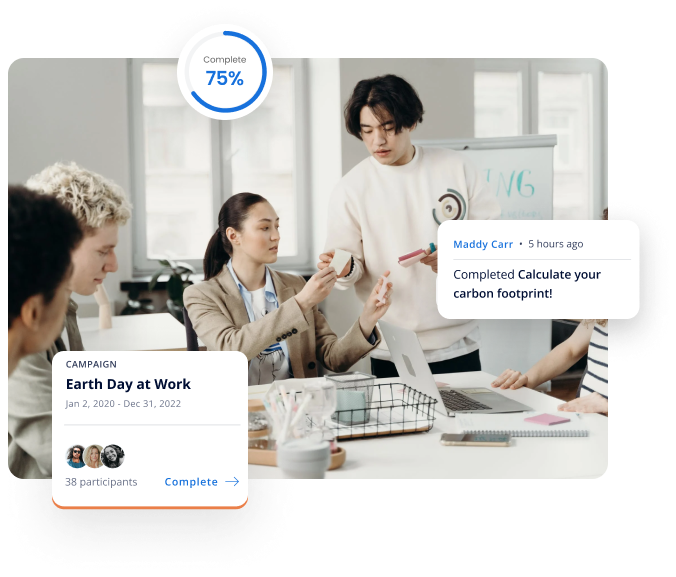 Complete
75%
Maddy Carr • 5 hours ago
Completed Calculate your
carbon footprint!
CAMPAIGN
Earth Day at Work
Jan 2, 2020 - Dec 31, 2022
38 participants
Complete →